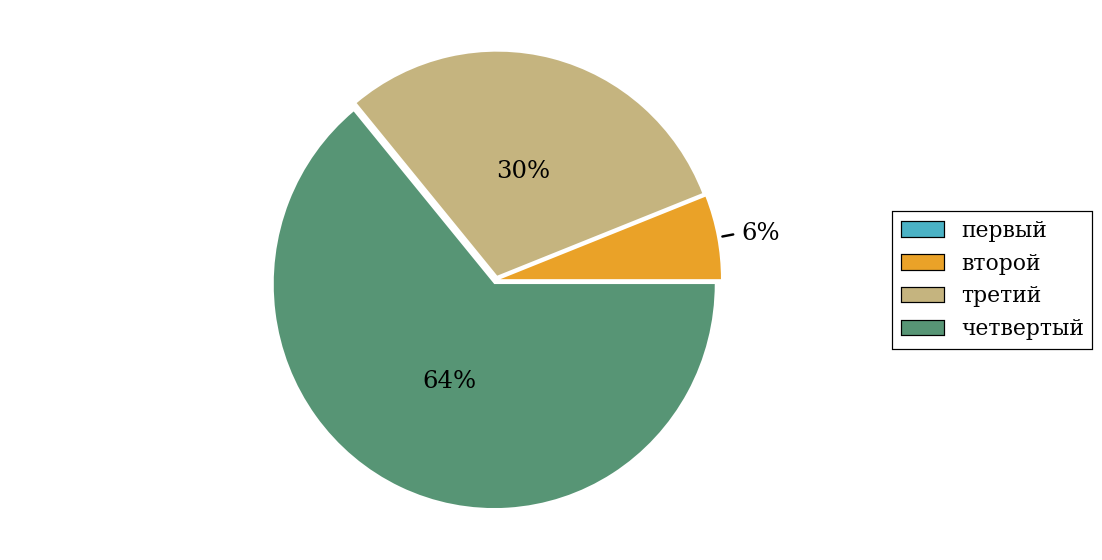 30%
6%
64%
первый
второй
третий
четвертый